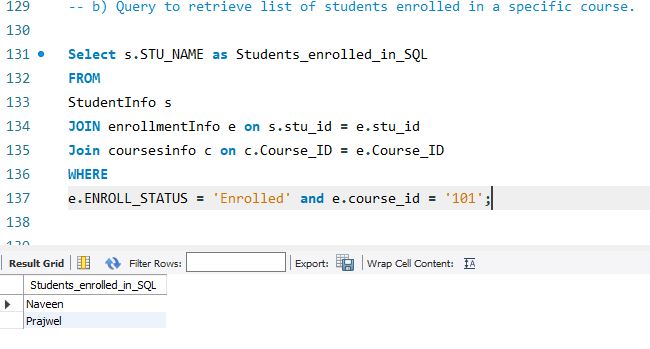 129 -- b) Query to retrieve list of students enrolled in a specific course.
130
131 Select s.STU_NAME as Students_enrolled_in_SQL
132 FROM
133 StudentInfo s
134 JOIN enrollmentInfo e on s.stu_id = e.stu_id
135 Join coursesinfo c on c.Course_ID = e.Course_ID
136 WHERE
137 e.ENROLL_STATUS = 'Enrolled' and e.course_id = '101';
138
139
Result Grid Filter Rows: Export: Wrap Cell Content: IA
Students_enrolled_in_SQL
Naveen
Prajwel